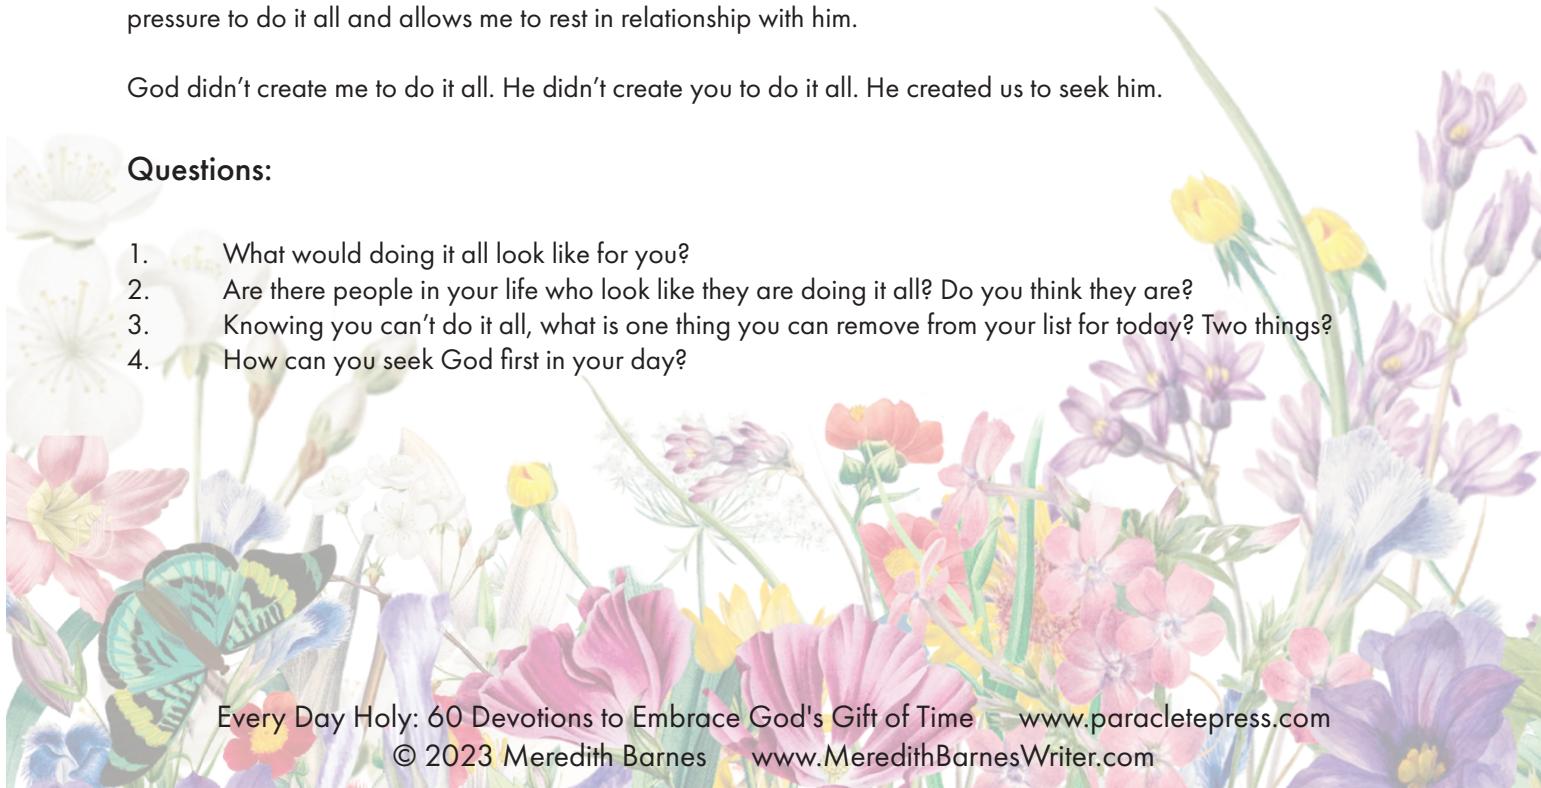 pressure to do it all and allows me to rest in relationship with him.
God didn’t create me to do it all. He didn’t create you to do it all. He created us to seek him.
Questions:
1. What would doing it all look like for you?
2. Are there people in your life who look like they are doing it all? Do you think they are?
3. Knowing you can’t do it all, what is one thing you can remove from your list for today? Two things?
4. How can you seek God first in your day?
Every Day Holy: 60 Devotions to Embrace God's Gift of Time www.paracletepress.com
© 2023 Meredith Barnes www.MeredithBarnesWriter.com